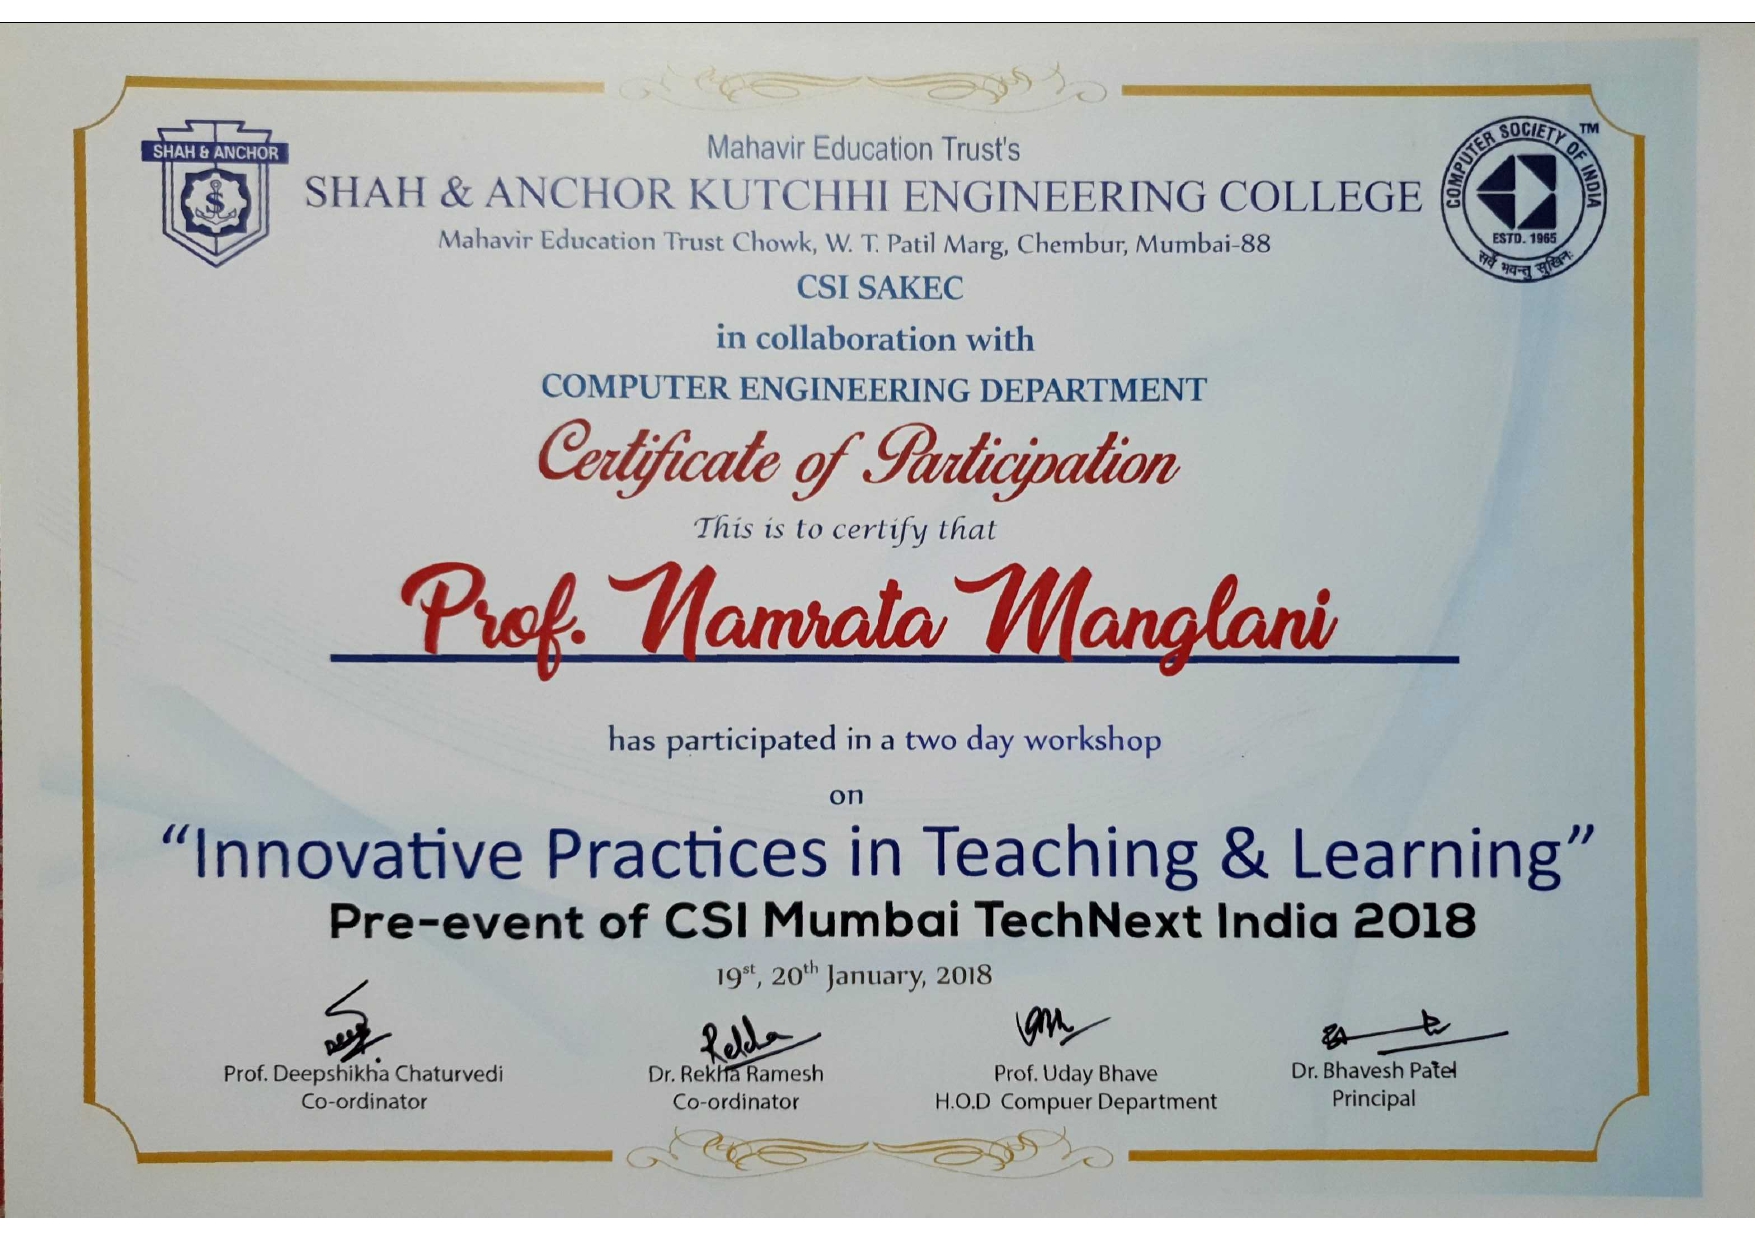 SHAH & ANCHOR
S
COMPUTER SOCIETY OF INDIA
TM
ESTD. 1965
सर्वे भवन्तु सुखिनः
Mahavir Education Trust's
SHAH & ANCHOR KUTCHHI ENGINEERING COLLEGE
Mahavir Education Trust Chowk, W. T. Patil Marg, Chembur, Mumbai-88
CSI SAKEC
in collaboration with
COMPUTER ENGINEERING DEPARTMENT
Certificate of Participation
This is to certify that
Prof. Namrata Manglani
has participated in a two day workshop
on
“Innovative Practices in Teaching & Learning”
Pre-event of CSI Mumbai TechNext India 2018
19st, 20th January, 2018
Rekha
Prof. Deepshikha Chaturvedi Dr. Rekha Ramesh Prof. Uday Bhave Dr. Bhavesh Patel
Co-ordinator Co-ordinator H.O.D Compuer Department Principal